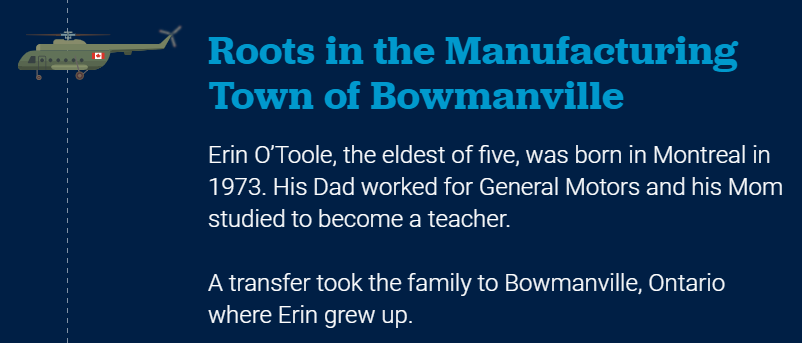 Roots in the Manufacturing
Town of Bowmanville
Erin O’Toole, the eldest of five, was born in Montreal in
1973. His Dad worked for General Motors and his Mom
studied to become a teacher.
A transfer took the family to Bowmanville, Ontario
where Erin grew up.